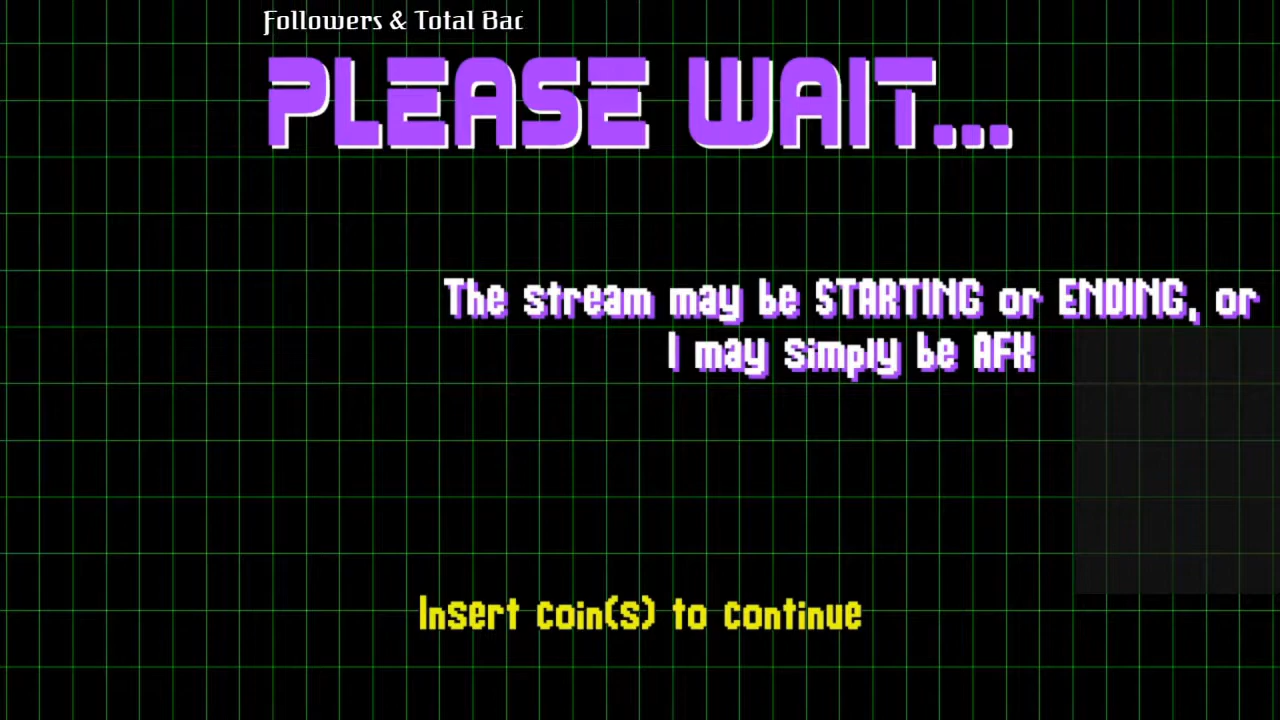 Followers & Total
PLEASE WAIT...
The stream may be STARTING or ENDING, or
I may simply be AFK
Insert coin(s) to continue